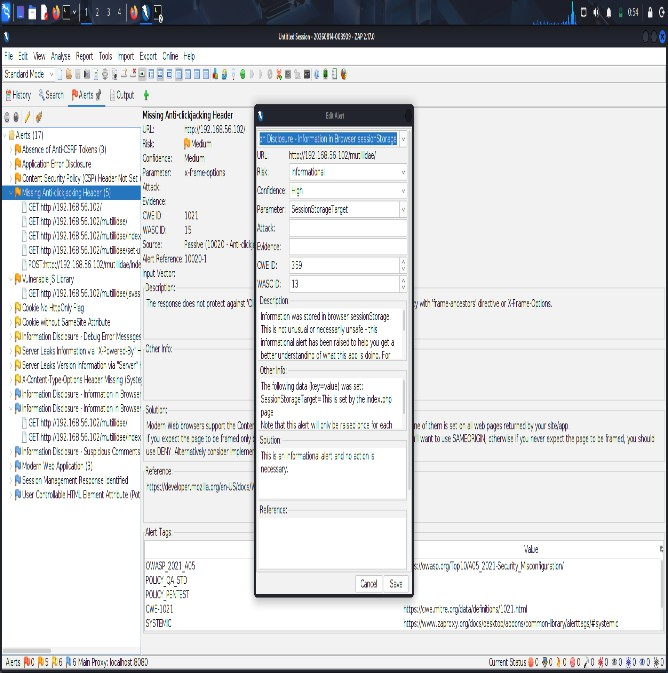 1 2 3 4
0:54
Untitled Session - 20260814-003909 - ZAP 2.17.0
File Edit View Analyse Report Tools Import Export Online Help
Standard Mode
History Search Alerts Output
Alerts (17)
Absence of Anti-CSRF Tokens (3)
Application Error Disclosure
Content Security Policy (CSP) Header Not Set (
Missing Anti-clickjacking Header (5)
GET:http://192.168.56.102/
GET:http://192.168.56.102/mutillidae/
GET:http://192.168.56.102/mutillidae/index
GET:http://192.168.56.102/mutillidae/set-u
POST:http://192.168.56.102/mutillidae/inde
Vulnerable JS Library
GET:http://192.168.56.102/mutillidae/javas
Cookie No HttpOnly Flag
Cookie without SameSite Attribute
Information Disclosure - Debug Error Messages
Server Leaks Information via "X-Powered-By" H
Server Leaks Version Information via "Server"
X-Content-Type-Options Header Missing (System
Information Disclosure - Information in Browser
Information Disclosure - Information in Browser
GET:http://192.168.56.102/mutillidae/
GET:http://192.168.56.102/mutillidae/index
Information Disclosure - Suspicious Comments
Modern Web Application (3)
Session Management Response Identified
User Controllable HTML Element Attribute (Pot
Missing Anti-clickjacking Header
URL: http://192.168.56.102/
Risk: Medium
Confidence: Medium
Parameter: x-frame-options
Attack:
Evidence:
CWE ID: 1021
WASC ID: 15
Source: Passive (10020 - Anti-click
Alert Reference: 10020-1
Input Vector:
Description:
The response does not protect against 'C
y with 'frame-ancestors' directive or X-Frame-Options.
Other Info:
Solution:
Modern Web browsers support the Conten
ne of them is set on all web pages returned by your site/app.
If you expect the page to be framed only
want to use SAMEORIGIN, otherwise if you never expect the page to be framed, you should
use DENY. Alternatively consider implemen
Reference:
https://developer.mozilla.org/en-US/docs/W
Alert Tags:
Value
OWASP_2021_A05
s://owasp.org/Top10/A05_2021-Security_Misconfiguration/
POLICY_QA_STD
POLICY_PENTEST
CWE-1021 https://cwe.mitre.org/data/definitions/1021.html
SYSTEMIC https://www.zaproxy.org/docs/desktop/addons/common-library/alerttags/#systemic
Edit Alert
on Disclosure - Information in Browser sessionStorage
URL: http://192.168.56.102/mutillidae/
Risk: Informational
Confidence: High
Parameter: SessionStorageTarget
Attack:
Evidence:
CWE ID: 359
WASC ID: 13
Description:
Information was stored in browser sessionStorage.
This is not unusual or necessarily unsafe - this
informational alert has been raised to help you get a
better understanding of what this app is doing. For
Other Info:
The following data (key=value) was set:
SessionStorageTarget=This is set by the index.php
page
Note that this alert will only be raised once for each
Solution:
This is an informational alert and no action is
necessary.
Reference:
Cancel Save
Alerts 0 5 6 6 Main Proxy: localhost:8080
Current Status 0 0 0 0 0 0 0 0 0 0